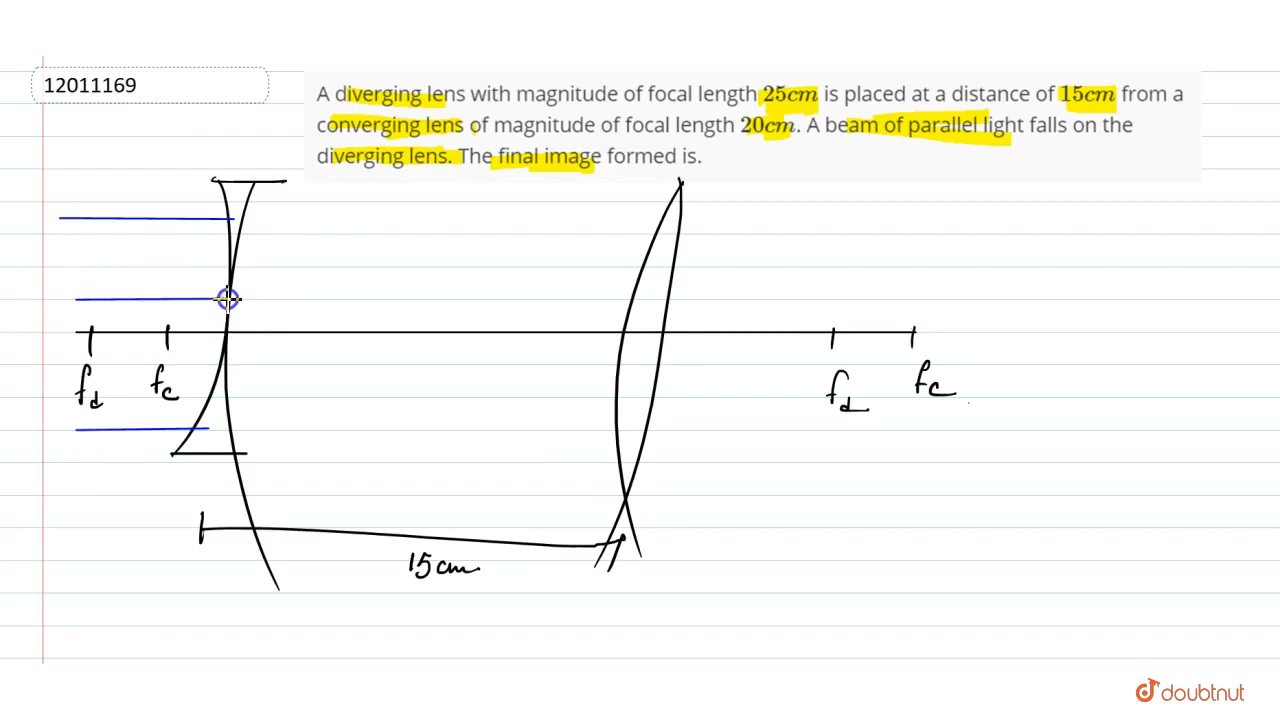 12011169
A diverging lens with magnitude of focal length 25cm is placed at a distance of 15cm from a
converging lens of magnitude of focal length 20cm. A beam of parallel light falls on the
diverging lens. The final image formed is.
fd
fc
fd
fc
15cm
doubtnut